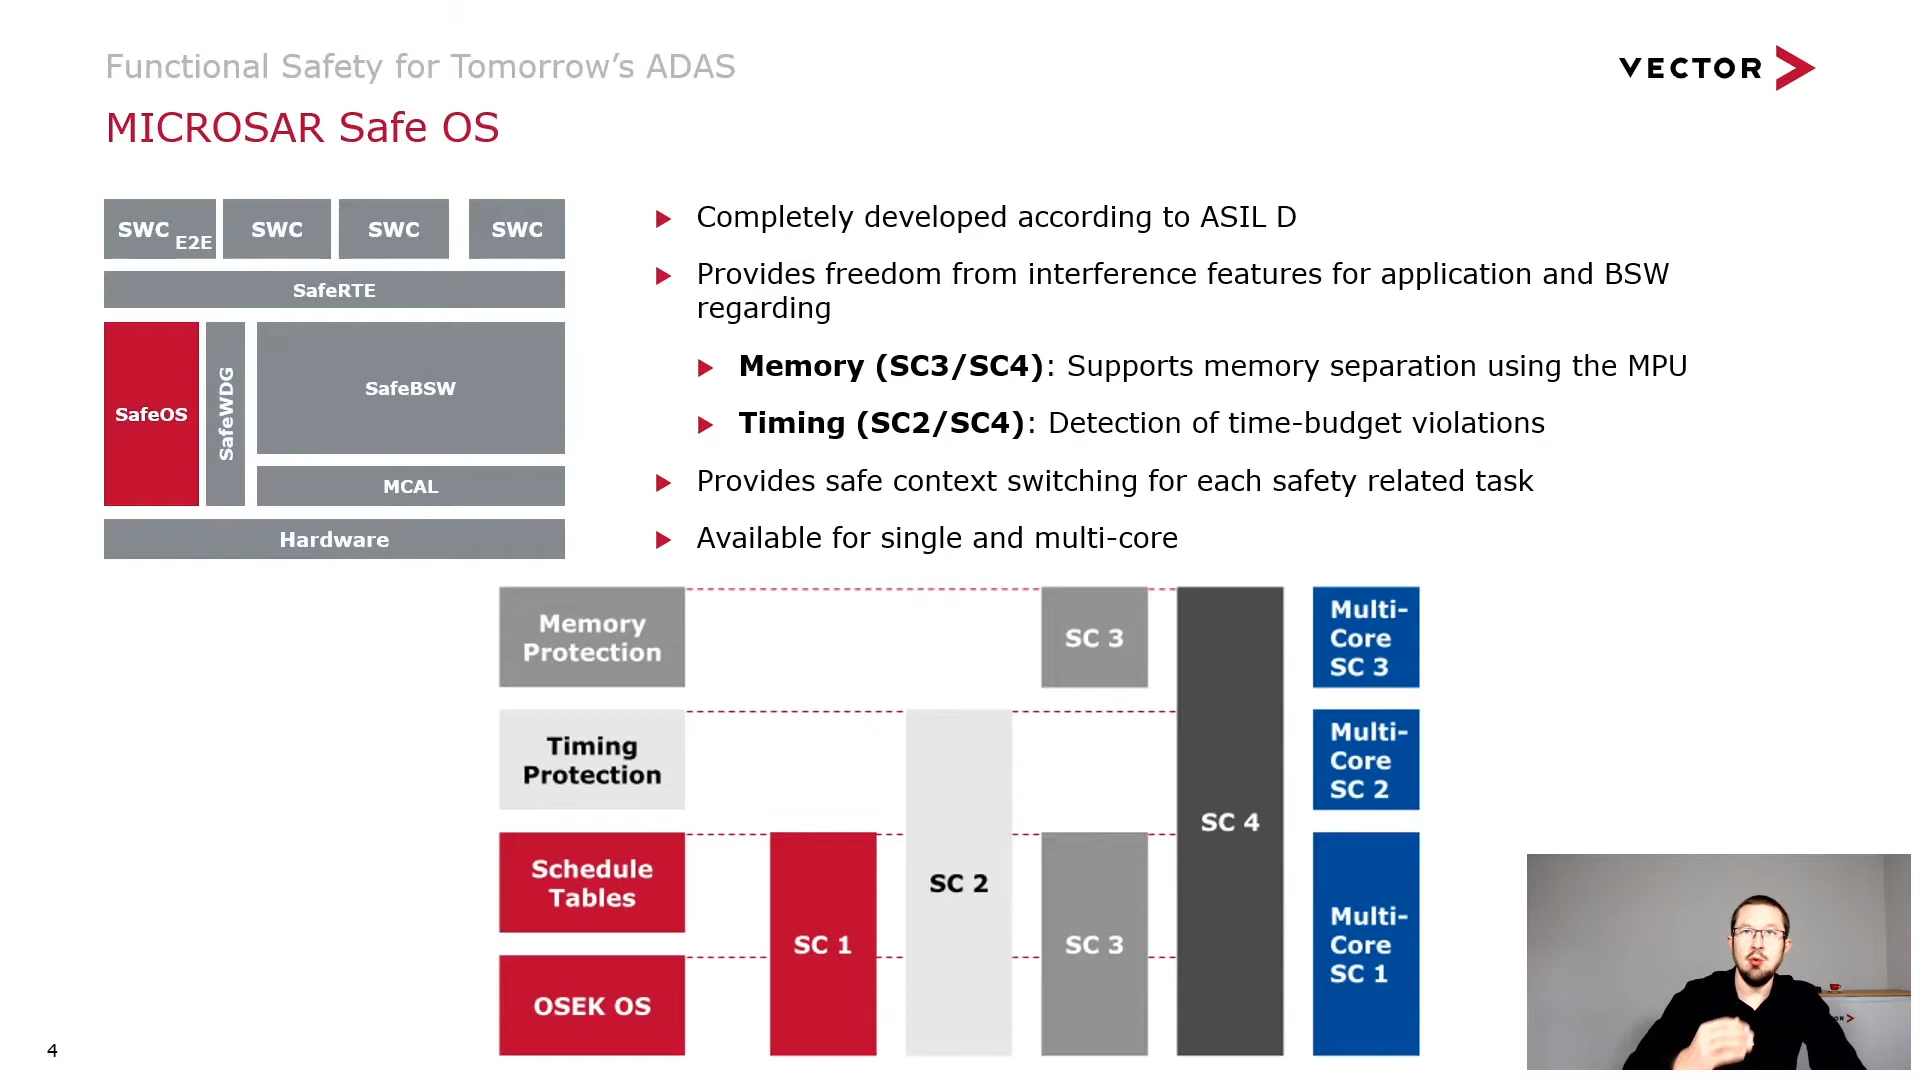 Functional Safety for Tomorrow's ADAS
VECTOR
MICROSAR Safe OS
SWC E2E
SWC
SWC
SWC
SafeRTE
SafeOS
SafeWDG
SafeBSW
MCAL
Hardware
Completely developed according to ASIL D
Provides freedom from interference features for application and BSW
regarding
Memory (SC3/SC4): Supports memory separation using the MPU
Timing (SC2/SC4): Detection of time-budget violations
Provides safe context switching for each safety related task
Available for single and multi-core
Memory
Protection
SC 3
Multi-
Core
SC 3
Timing
Protection
Multi-
Core
SC 2
SC 4
Schedule
Tables
SC 2
OSEK OS
SC 1
SC 3
Multi-
Core
SC 1
4